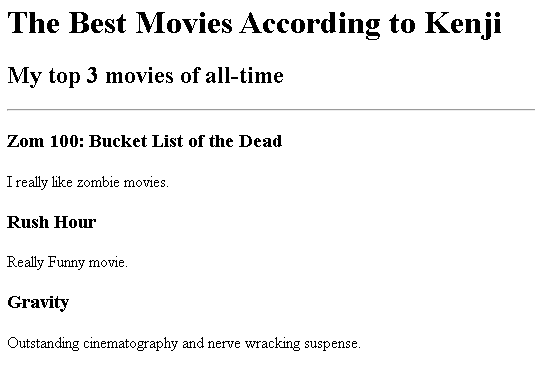 The Best Movies According to Kenji
My top 3 movies of all-time
Zom 100: Bucket List of the Dead
I really like zombie movies.
Rush Hour
Really Funny movie.
Gravity
Outstanding cinematography and nerve wracking suspense.